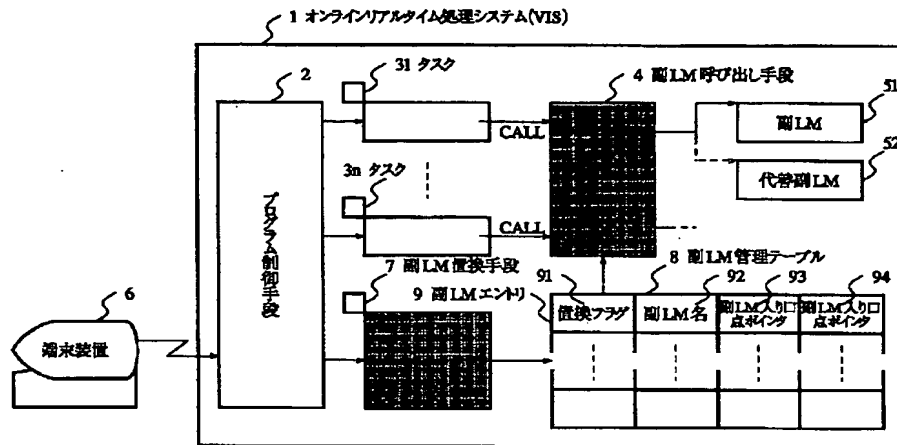 1 オンラインリアルタイム処理システム(VIS)
2
31 タスク
4 副LM呼び出し手段
51
副LM
CALL
52
代替副LM
3n タスク
プログラム制御手段
CALL
7 副LM置換手段
8 副LM管理テーブル
91
92
93
94
9 副LMエントリ
置換フラグ
副LM名
副LM入り口点ポインタ
副LM入り口点ポインタ
6
端末装置